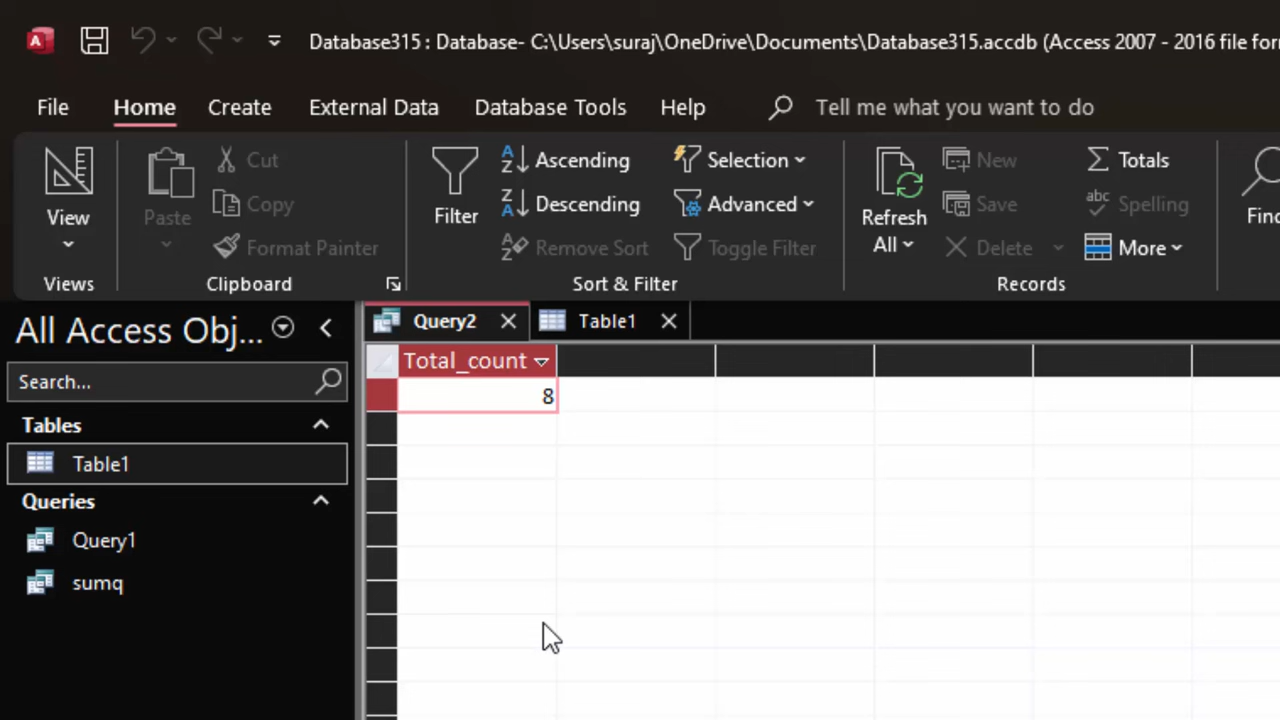 Database315 : Database- C:\Users\suraj\OneDrive\Documents\Database315.accdb (Access 2007 - 2016 file for
File Home Create External Data Database Tools Help Tell me what you want to do
View
Views
Paste
Cut
Copy
Format Painter
Clipboard
Filter
Ascending
Descending
Remove Sort
Selection
Advanced
Toggle Filter
Sort & Filter
Refresh
All
New
Save
Delete
Totals
Spelling
More
Records
Find
All Access Obj...
Search...
Tables
Table1
Queries
Query1
sumq
Query2 Table1
Total_count
8